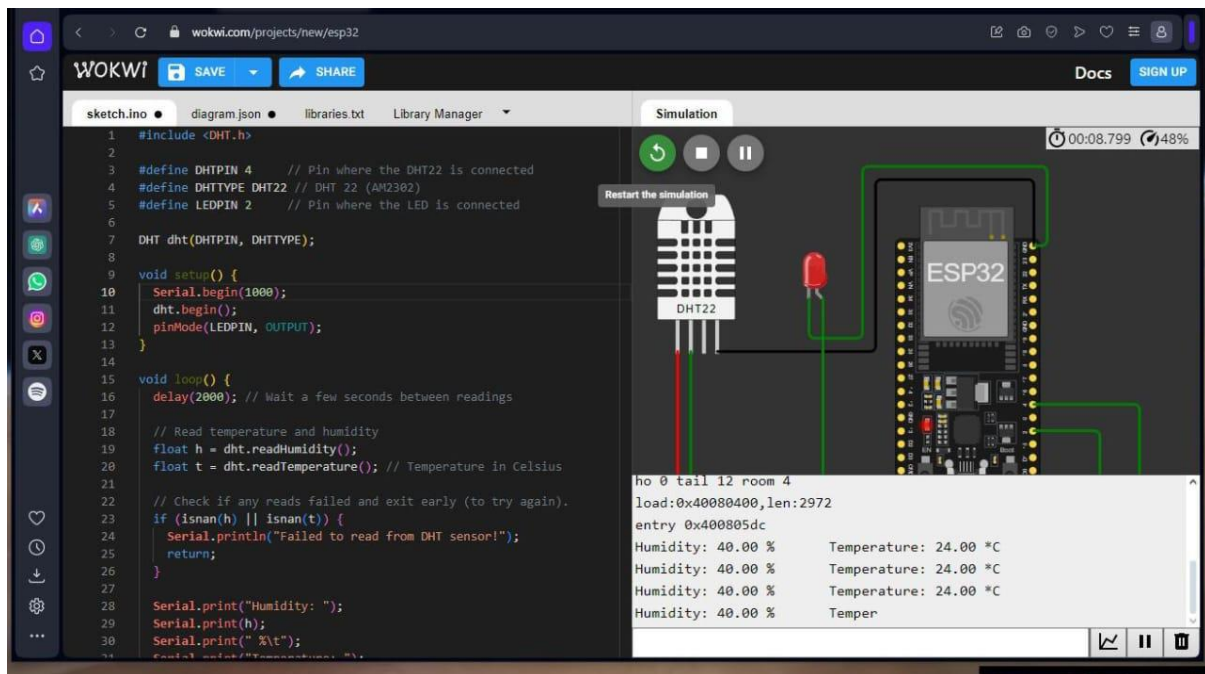 wokwi.com/projects/new/esp32
WOKWi SAVE SHARE Docs SIGN UP
sketch.ino ● diagram.json ● libraries.txt Library Manager
1 #include <DHT.h>
2
3 #define DHTPIN 4 // Pin where the DHT22 is connected
4 #define DHTTYPE DHT22 // DHT 22 (AM2302)
5 #define LEDPIN 2 // Pin where the LED is connected
6
7 DHT dht(DHTPIN, DHTTYPE);
8
9 void setup() {
10 Serial.begin(1000);
11 dht.begin();
12 pinMode(LEDPIN, OUTPUT);
13 }
14
15 void loop() {
16 delay(2000); // Wait a few seconds between readings
17
18 // Read temperature and humidity
19 float h = dht.readHumidity();
20 float t = dht.readTemperature(); // Temperature in Celsius
21
22 // Check if any reads failed and exit early (to try again).
23 if (isnan(h) || isnan(t)) {
24 Serial.println("Failed to read from DHT sensor!");
25 return;
26 }
27
28 Serial.print("Humidity: ");
29 Serial.print(h);
30 Serial.print(" %\t");
31 Serial.print("Temperature: ");
Simulation
00:08.799 48%
Restart the simulation
DHT22
ESP32
EN Boot
ho 0 tail 12 room 4
load:0x40080400,len:2972
entry 0x400805dc
Humidity: 40.00 % Temperature: 24.00 *C
Humidity: 40.00 % Temperature: 24.00 *C
Humidity: 40.00 % Temperature: 24.00 *C
Humidity: 40.00 % Temper